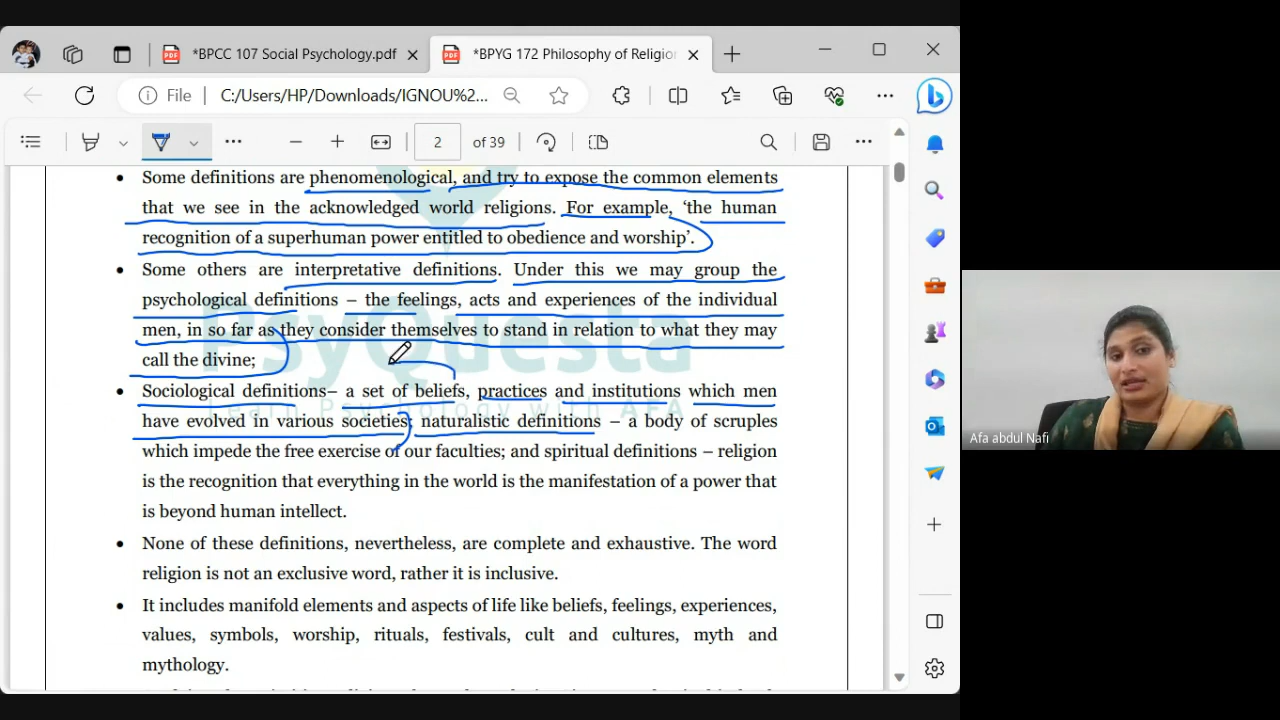 *BPCC 107 Social Psychology.pdf
*BPYG 172 Philosophy of Religio
File C:/Users/HP/Downloads/IGNOU%2...
2 of 39
Some definitions are phenomenological, and try to expose the common elements
that we see in the acknowledged world religions. For example, 'the human
recognition of a superhuman power entitled to obedience and worship'.
Some others are interpretative definitions. Under this we may group the
psychological definitions – the feelings, acts and experiences of the individual
men, in so far as they consider themselves to stand in relation to what they may
call the divine;
Sociological definitions– a set of beliefs, practices and institutions which men
have evolved in various societies; naturalistic definitions – a body of scruples
which impede the free exercise of our faculties; and spiritual definitions – religion
is the recognition that everything in the world is the manifestation of a power that
is beyond human intellect.
None of these definitions, nevertheless, are complete and exhaustive. The word
religion is not an exclusive word, rather it is inclusive.
It includes manifold elements and aspects of life like beliefs, feelings, experiences,
values, symbols, worship, rituals, festivals, cult and cultures, myth and
mythology.
PsyQuesta
Learn Psychology with AFA
Afa abdul Nafi